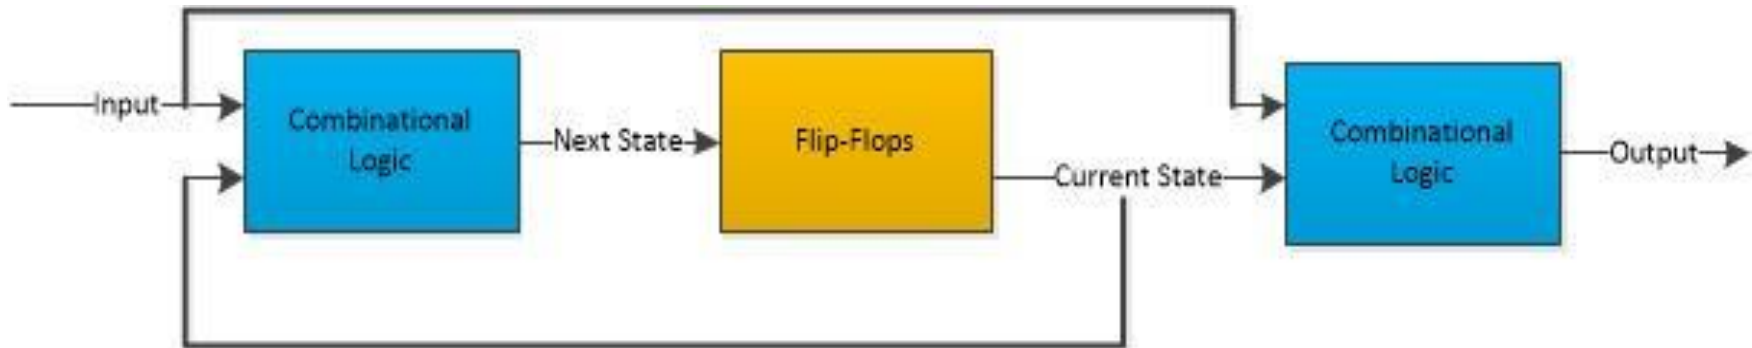 Input
Combinational
Logic
Next State
Flip-Flops
Current State
Combinational
Logic
Output